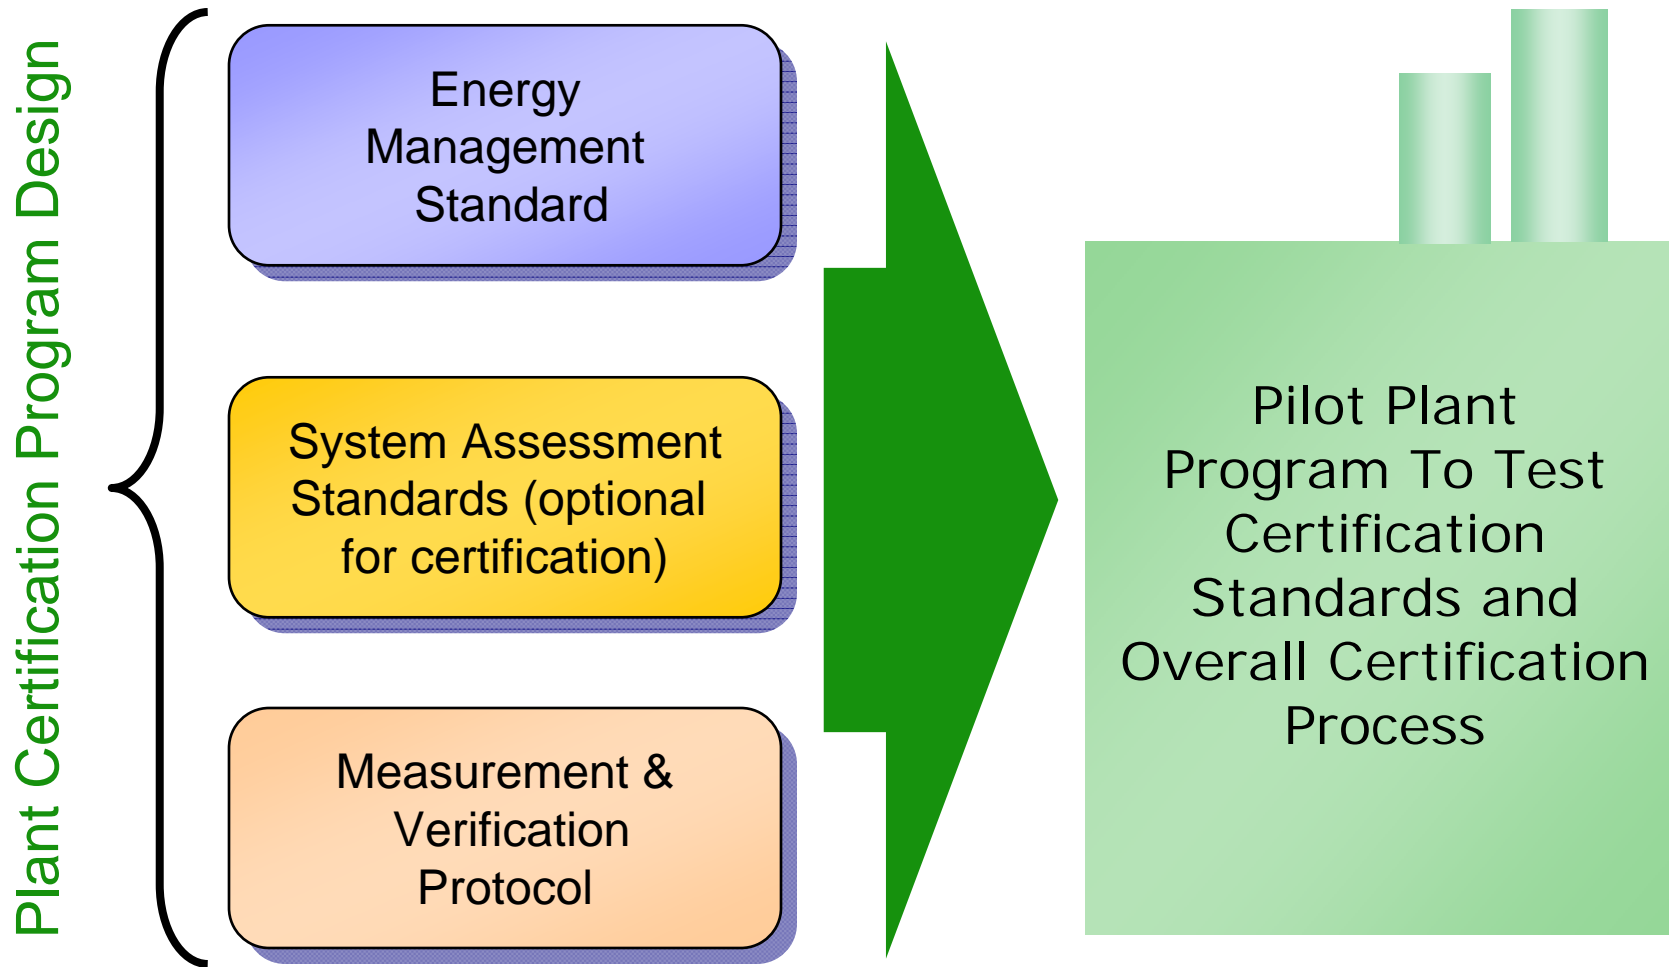 Plant Certification Program Design
Energy
Management
Standard
System Assessment
Standards (optional
for certification)
Measurement &
Verification
Protocol
Pilot Plant
Program To Test
Certification
Standards and
Overall Certification
Process